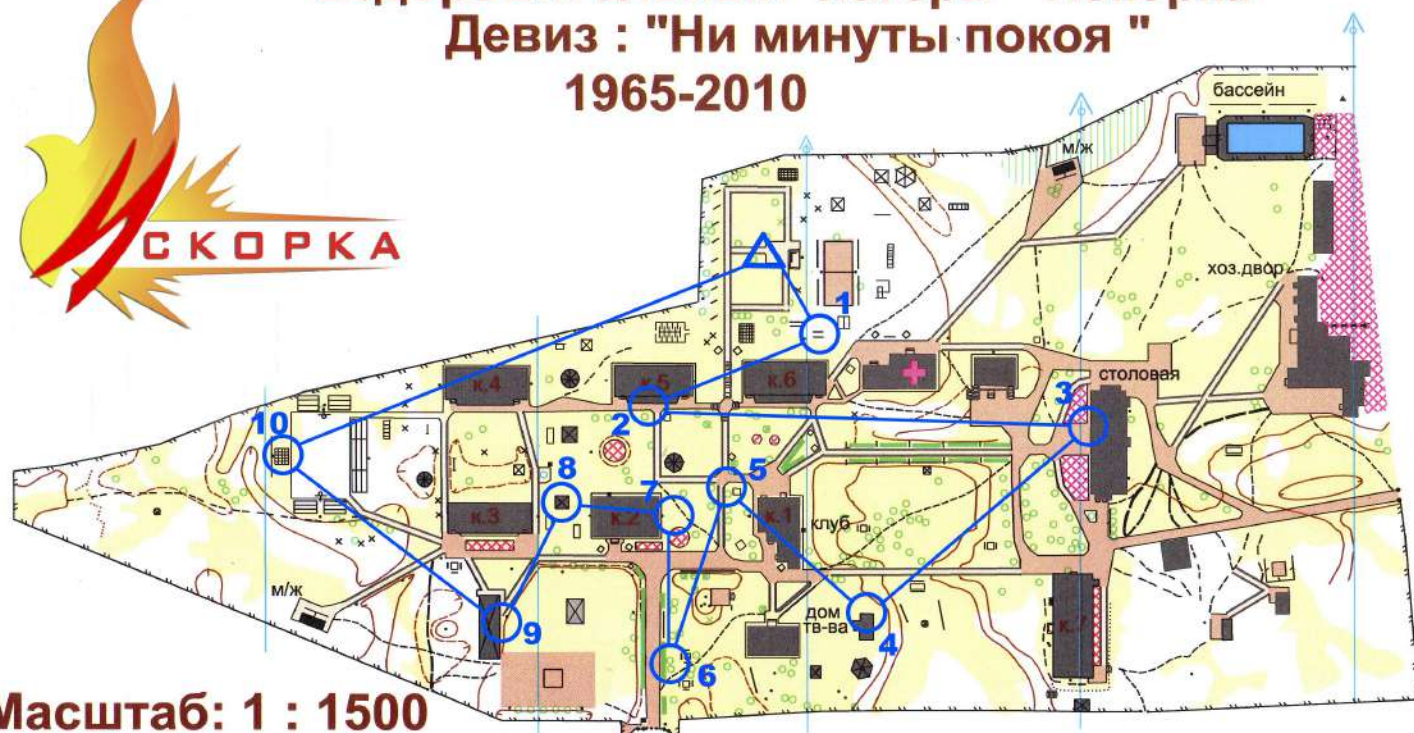 Девиз : "Ни минуты покоя "
1965-2010
ИСКОРКА
бассейн
м/ж
хоз.двор
1
к.4
к.5
к.6
столовая
3
2
10
8
5
7
к.3
к.2
к.1
клуб
м/ж
дом
тв-ва
к.7
9
4
6
Масштаб: 1 : 1500